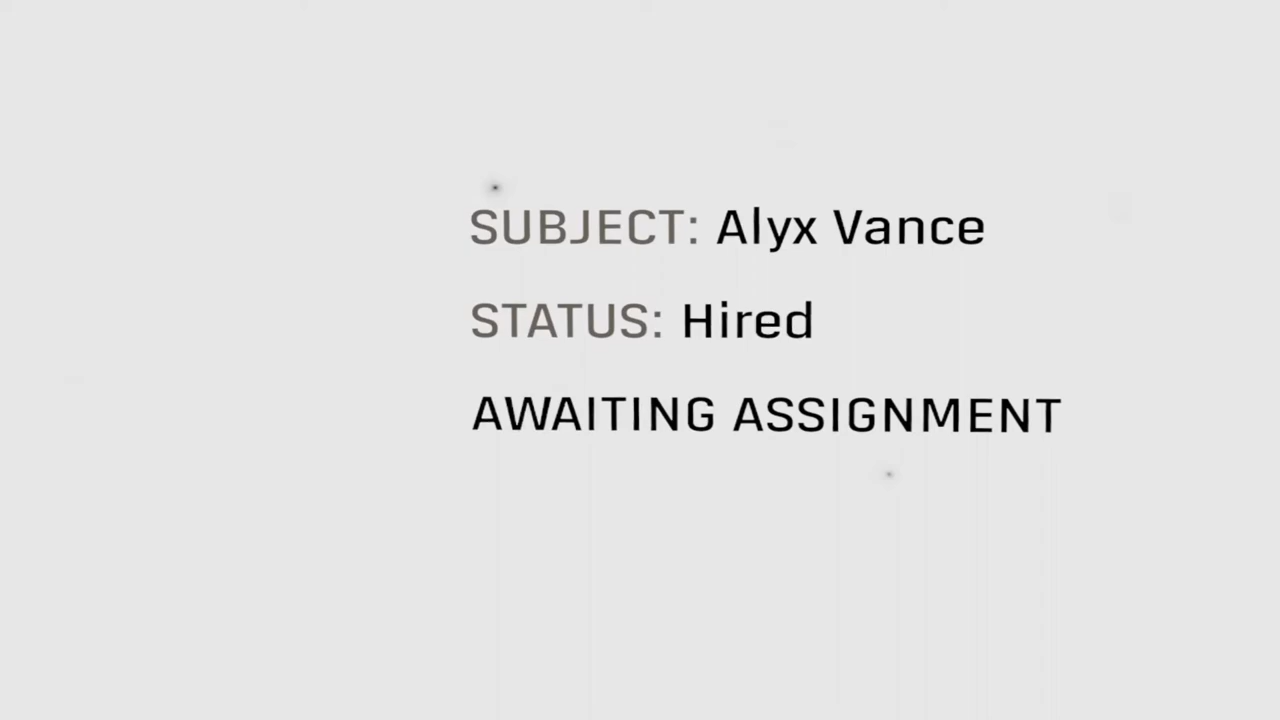 SUBJECT: Alyx Vance
STATUS: Hired
AWAITING ASSIGNMENT